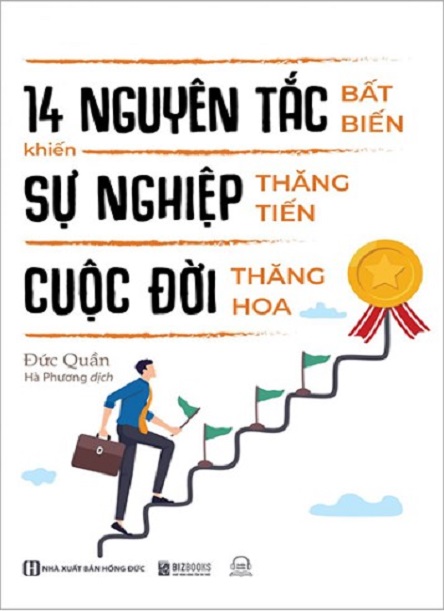 14 NGUYÊN TẮC BẤT BIẾN
khiến
SỰ NGHIỆP THĂNG TIẾN
CUỘC ĐỜI THĂNG HOA
Đức Quần
Hà Phương dịch
NHÀ XUẤT BẢN HỒNG ĐỨC
BIZBOOKS